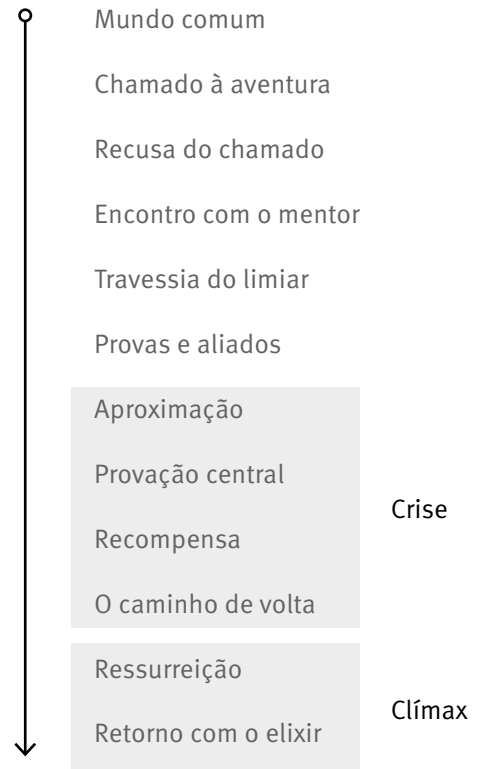 Mundo comum
Chamado à aventura
Recusa do chamado
Encontro com o mentor
Travessia do limiar
Provas e aliados
Aproximação
Provação central
Crise
Recompensa
O caminho de volta
Ressurreição
Clímax
Retorno com o elixir